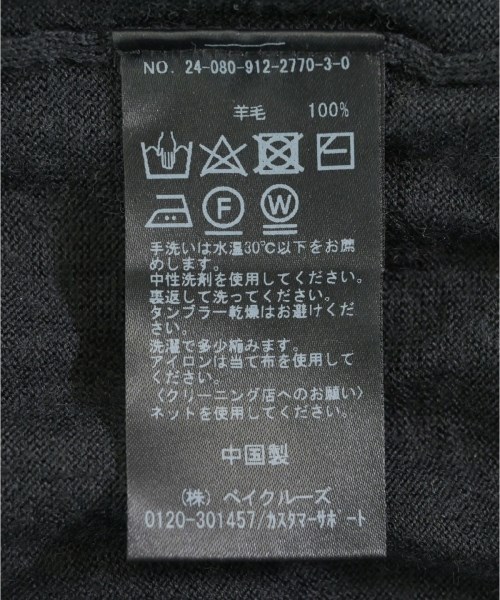 NO. 24-080-912-2770-3-0
羊毛 100%
F W
手洗いは水温30℃以下をお薦
めします。
中性洗剤を使用してください。
裏返して洗ってください。
タンブラー乾燥はお避けくだ
さい。
洗濯で多少縮みます。
アイロンは当て布を使用して
ください。
〈クリーニング店へのお願い〉
ネットを使用してください。
中国製
(株) ベイクルーズ
0120-301457/カスタマーサポート